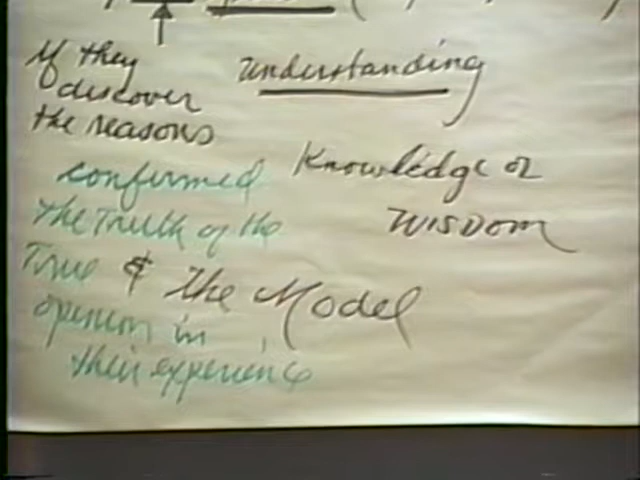 If they
discover
the reasons
understanding
confirmed
the Truth of the
True
opinion in
their experience
Knowledge or
WISDOM
& the Model